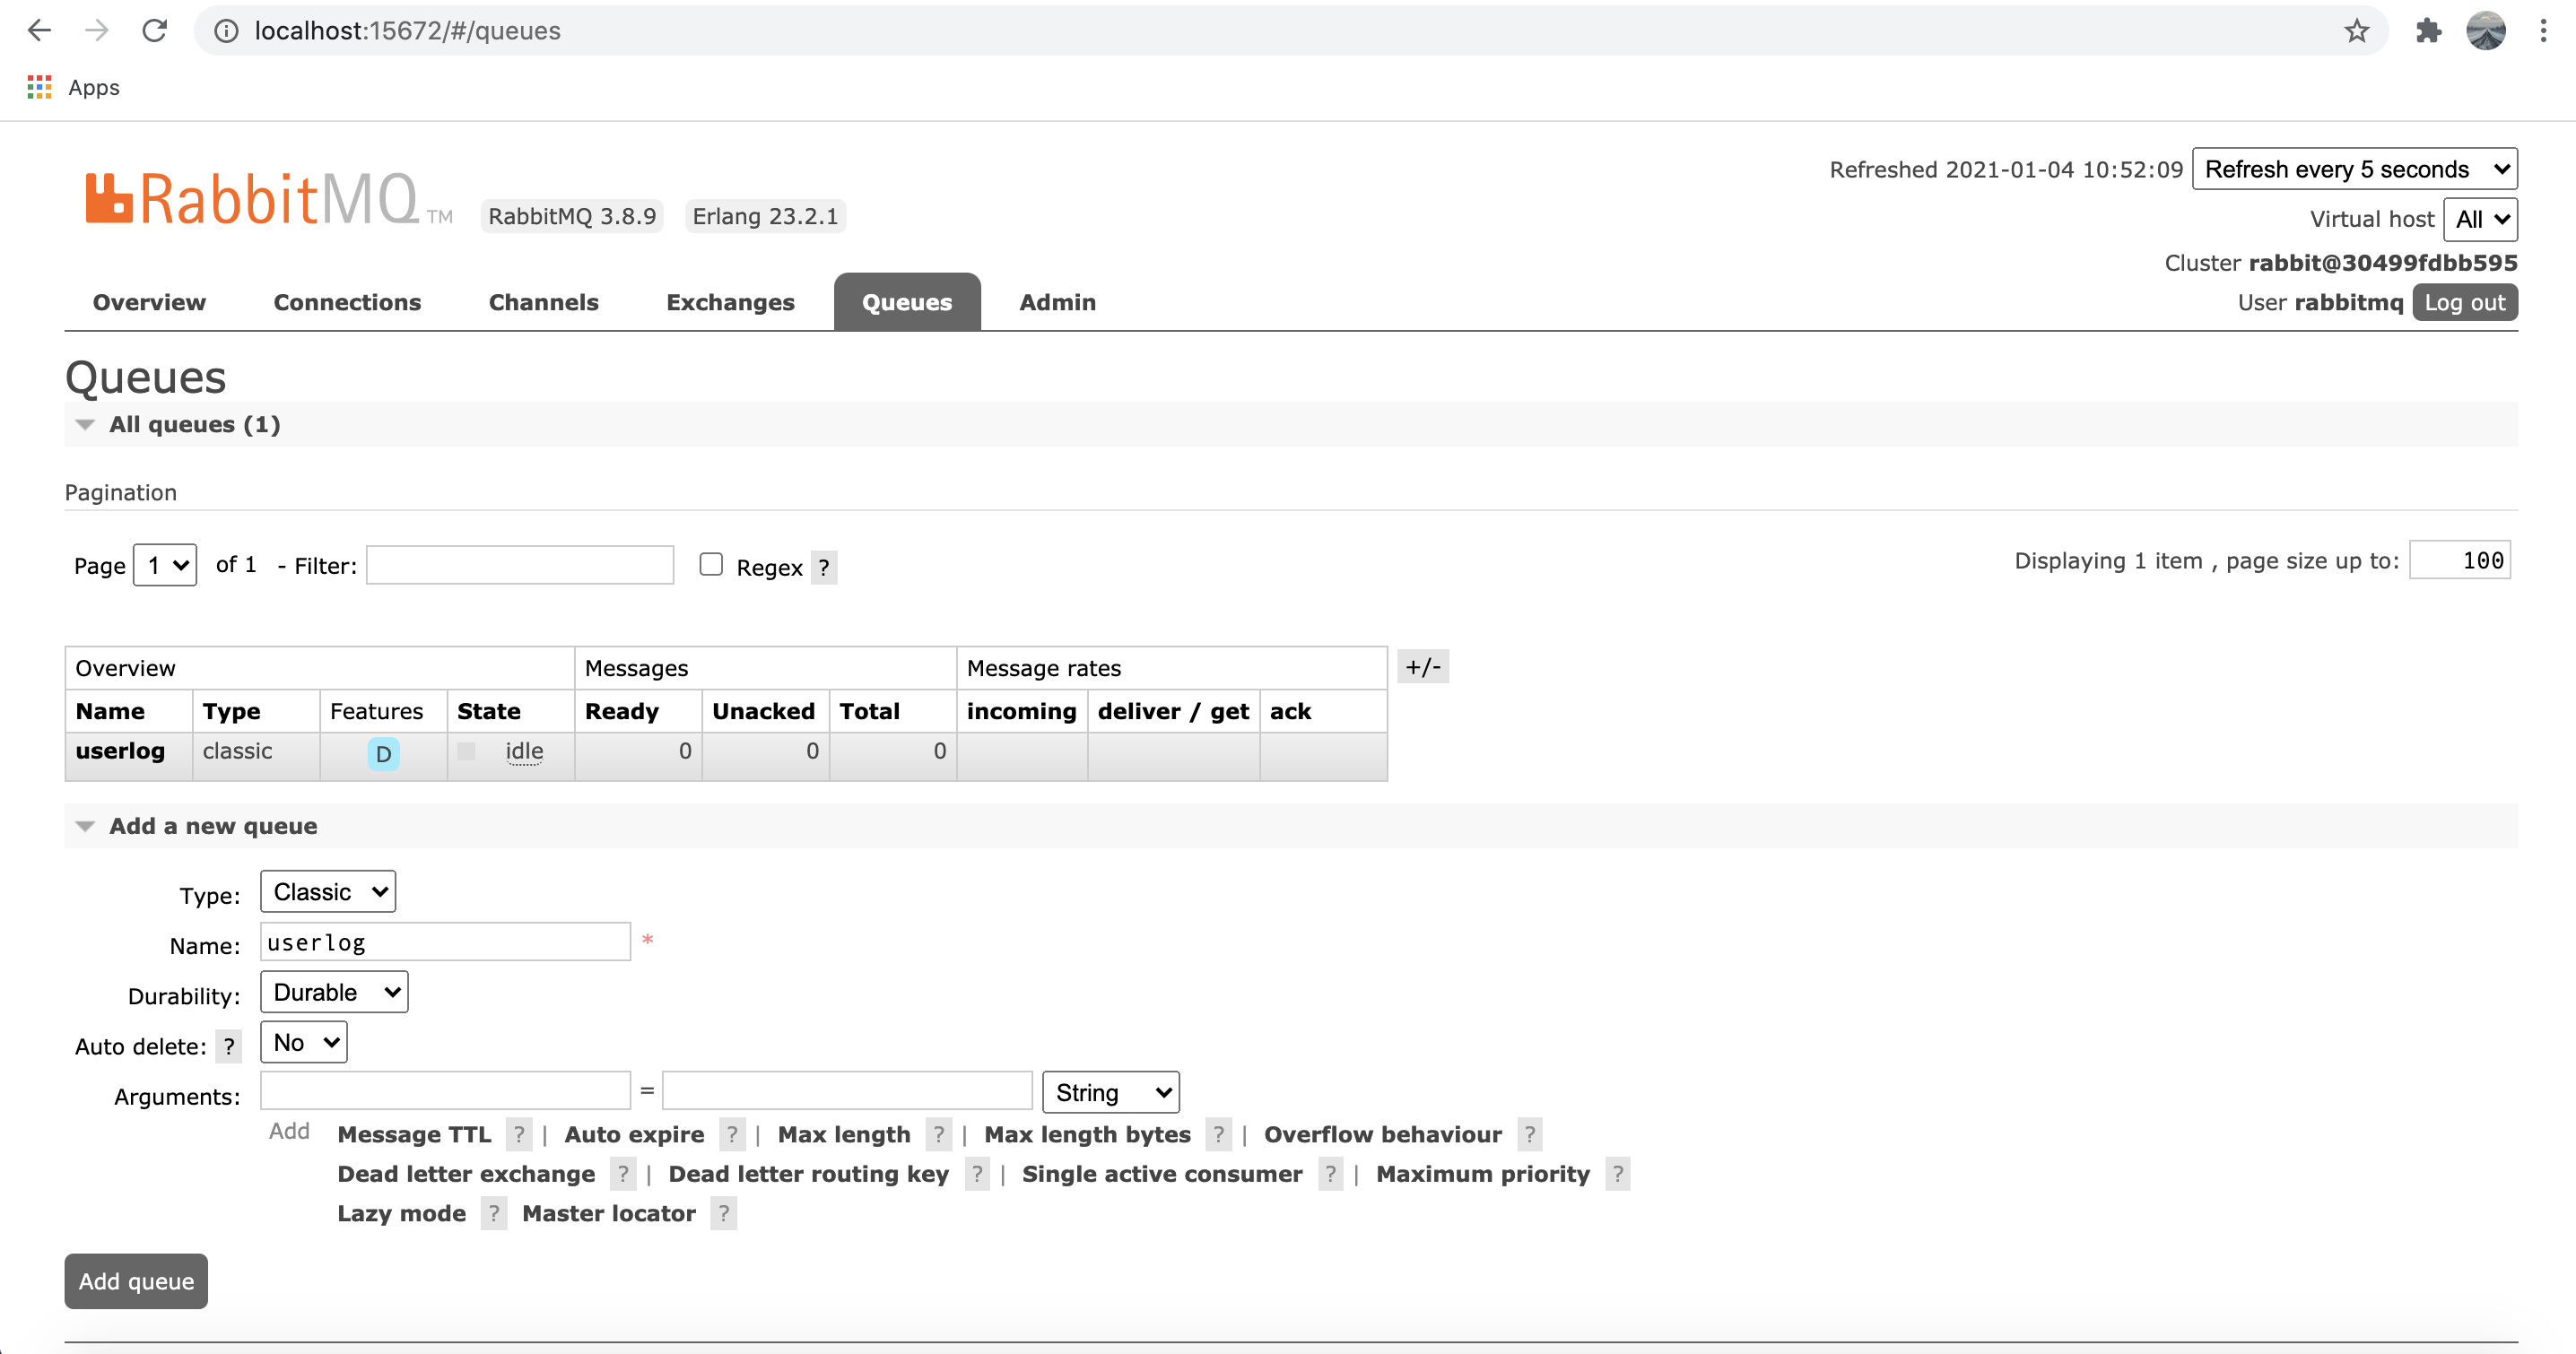 localhost:15672/#/queues
Apps
RabbitMQ TM RabbitMQ 3.8.9 Erlang 23.2.1
Refreshed 2021-01-04 10:52:09 Refresh every 5 seconds
Virtual host All
Cluster rabbit@30499fdbb595
User rabbitmq Log out
Overview Connections Channels Exchanges Queues Admin
Queues
All queues (1)
Pagination
Page 1 of 1 - Filter: Regex ? Displaying 1 item , page size up to: 100
Overview Messages Message rates +/-
Name Type Features State Ready Unacked Total incoming deliver / get ack
userlog classic D idle 0 0 0
Add a new queue
Type: Classic
Name: userlog *
Durability: Durable
Auto delete: ? No
Arguments: = String
Add Message TTL ? | Auto expire ? | Max length ? | Max length bytes ? | Overflow behaviour ?
Dead letter exchange ? | Dead letter routing key ? | Single active consumer ? | Maximum priority ?
Lazy mode ? Master locator ?
Add queue